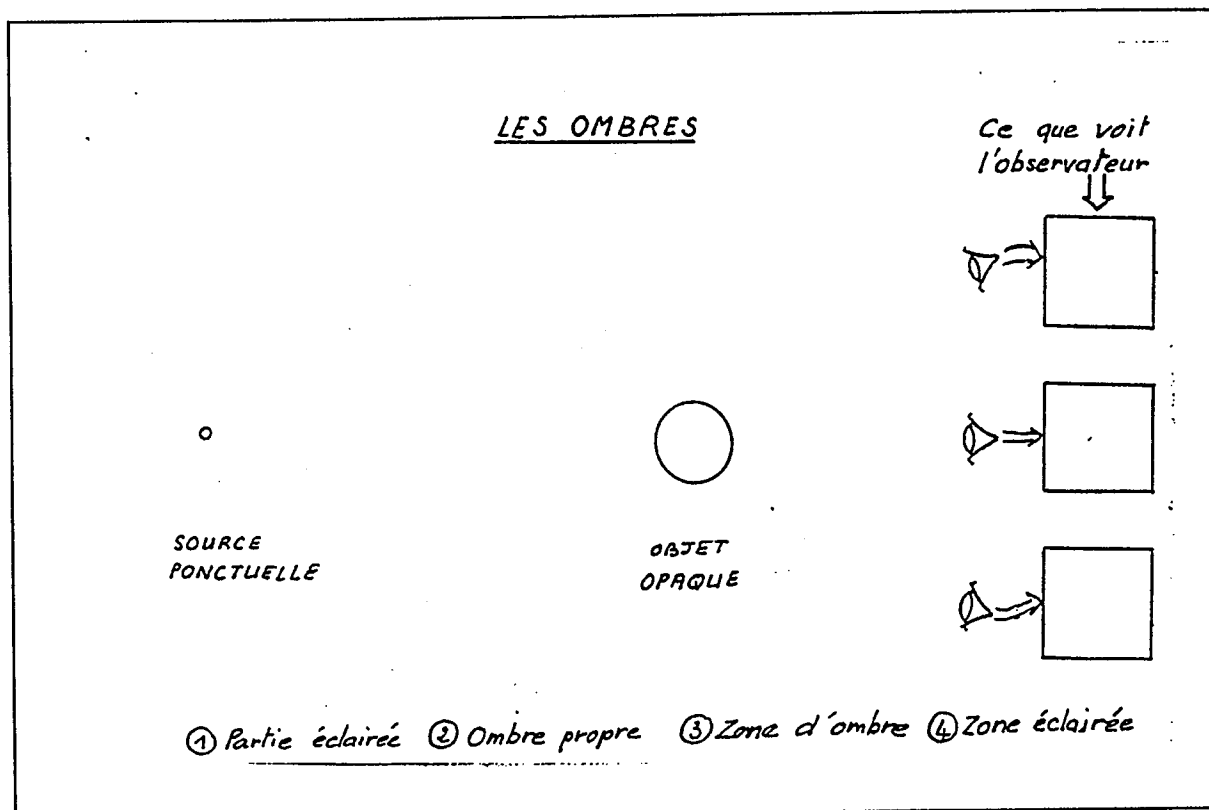 LES OMBRES
Ce que voit
l'observateur
SOURCE
PONCTUELLE
OBJET
OPAQUE
① Partie éclairée ② Ombre propre ③ Zone d'ombre ④ Zone éclairée